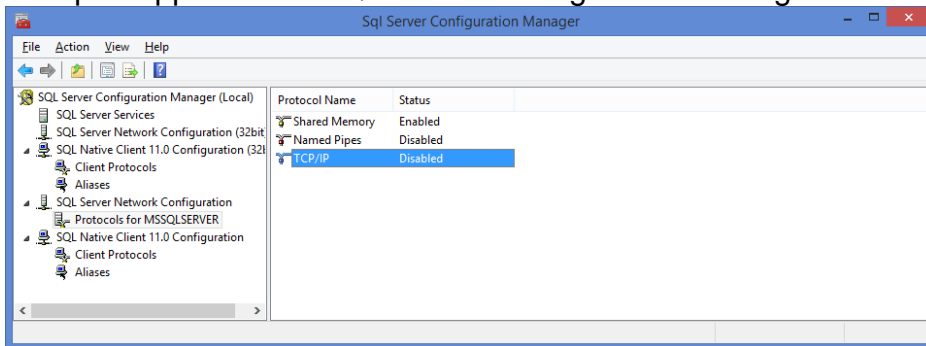 Sql Server Configuration Manager
File Action View Help
SQL Server Configuration Manager (Local)
SQL Server Services
SQL Server Network Configuration (32bit
SQL Native Client 11.0 Configuration (32
Client Protocols
Aliases
SQL Server Network Configuration
Protocols for MSSQLSERVER
SQL Native Client 11.0 Configuration
Client Protocols
Aliases
Protocol Name Status
Shared Memory Enabled
Named Pipes Disabled
TCP/IP Disabled